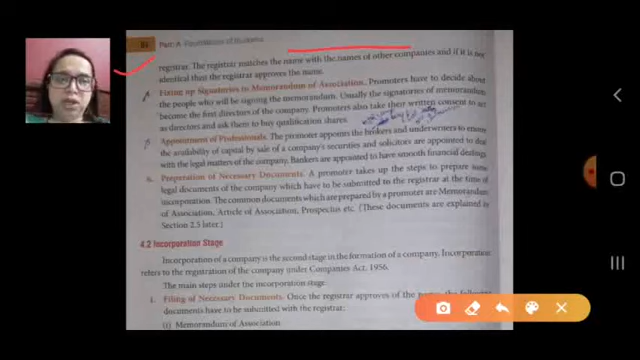 Part A Foundations of Business
registrar. The registrar matches the name with the names of other companies and if it is not
identical than the registrar approves the name.
Fixing up Signatories to Memorandum of Association. Promoters have to decide about
the people who will be signing the memorandum. Usually the signatories of memorandum
become the first directors of the company. Promoters also take their written consent to act
as directors and ask them to buy qualification shares.
5. Appointment of Professionals. The promoter appoints the brokers and underwriters to ensure
the availability of capital by sale of a company's securities and solicitors are appointed to deal
with the legal matters of the company. Bankers are appointed to have smooth financial dealings
6. Preparation of Necessary Documents. A promoter takes up the steps to prepare some
legal documents of the company which have to be submitted to the registrar at the time of
incorporation. The common documents which are prepared by a promoter are Memorandum
of Association, Article of Association, Prospectus etc. (These documents are explained in
Section 2.5 later.)
4.2 Incorporation Stage
Incorporation of a company is the second stage in the formation of a company. Incorporation
refers to the registration of the company under Companies Act, 1956.
The main steps under the incorporation stage:
1. Filing of Necessary Documents. Once the registrar approves of the name, the following
documents have to be submitted with the registrar:
(i) Memorandum of Association